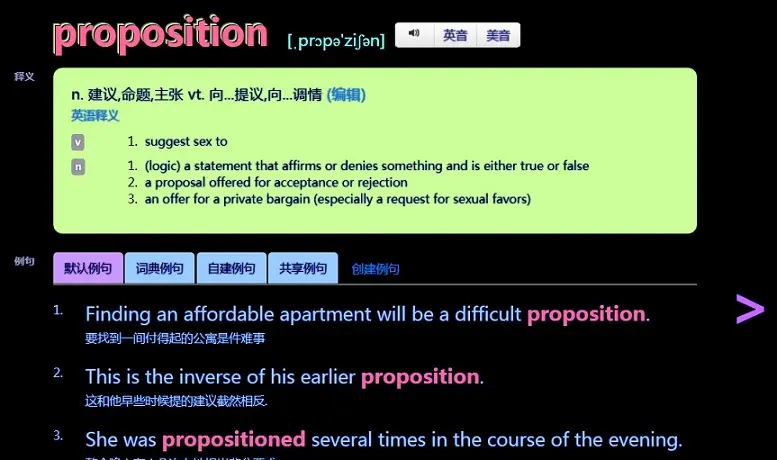 proposition [ˌprɔpə'ziʃən] 英音 美音
释义
n. 建议,命题,主张 vt. 向...提议,向...调情 (编辑)
英语释义
v 1. suggest sex to
n 1. (logic) a statement that affirms or denies something and is either true or false
2. a proposal offered for acceptance or rejection
3. an offer for a private bargain (especially a request for sexual favors)
例句
默认例句 词典例句 自建例句 共享例句 创建例句
1. Finding an affordable apartment will be a difficult proposition.
要找到一间付得起的公寓是件难事
2. This is the inverse of his earlier proposition.
这和他早些时候提的建议截然相反.
3. She was propositioned several times in the course of the evening.